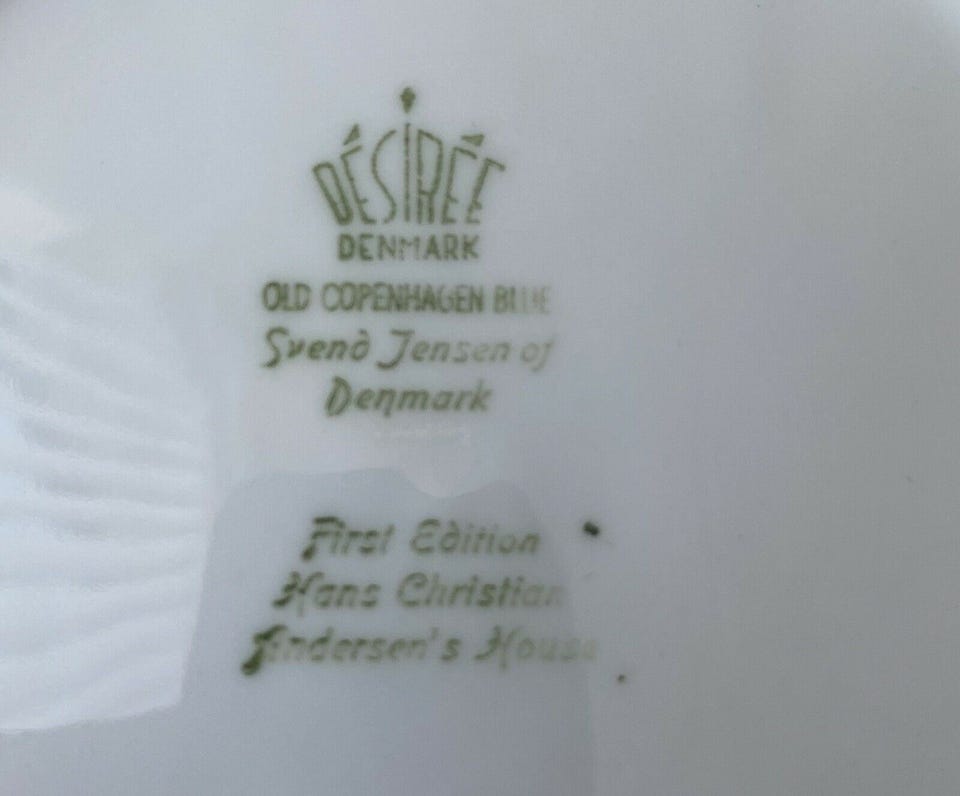 DÉSIRÉE
DENMARK
OLD COPENHAGEN BLUE
Svend Jensen of
Denmark
First Edition
Hans Christian
Andersen's House